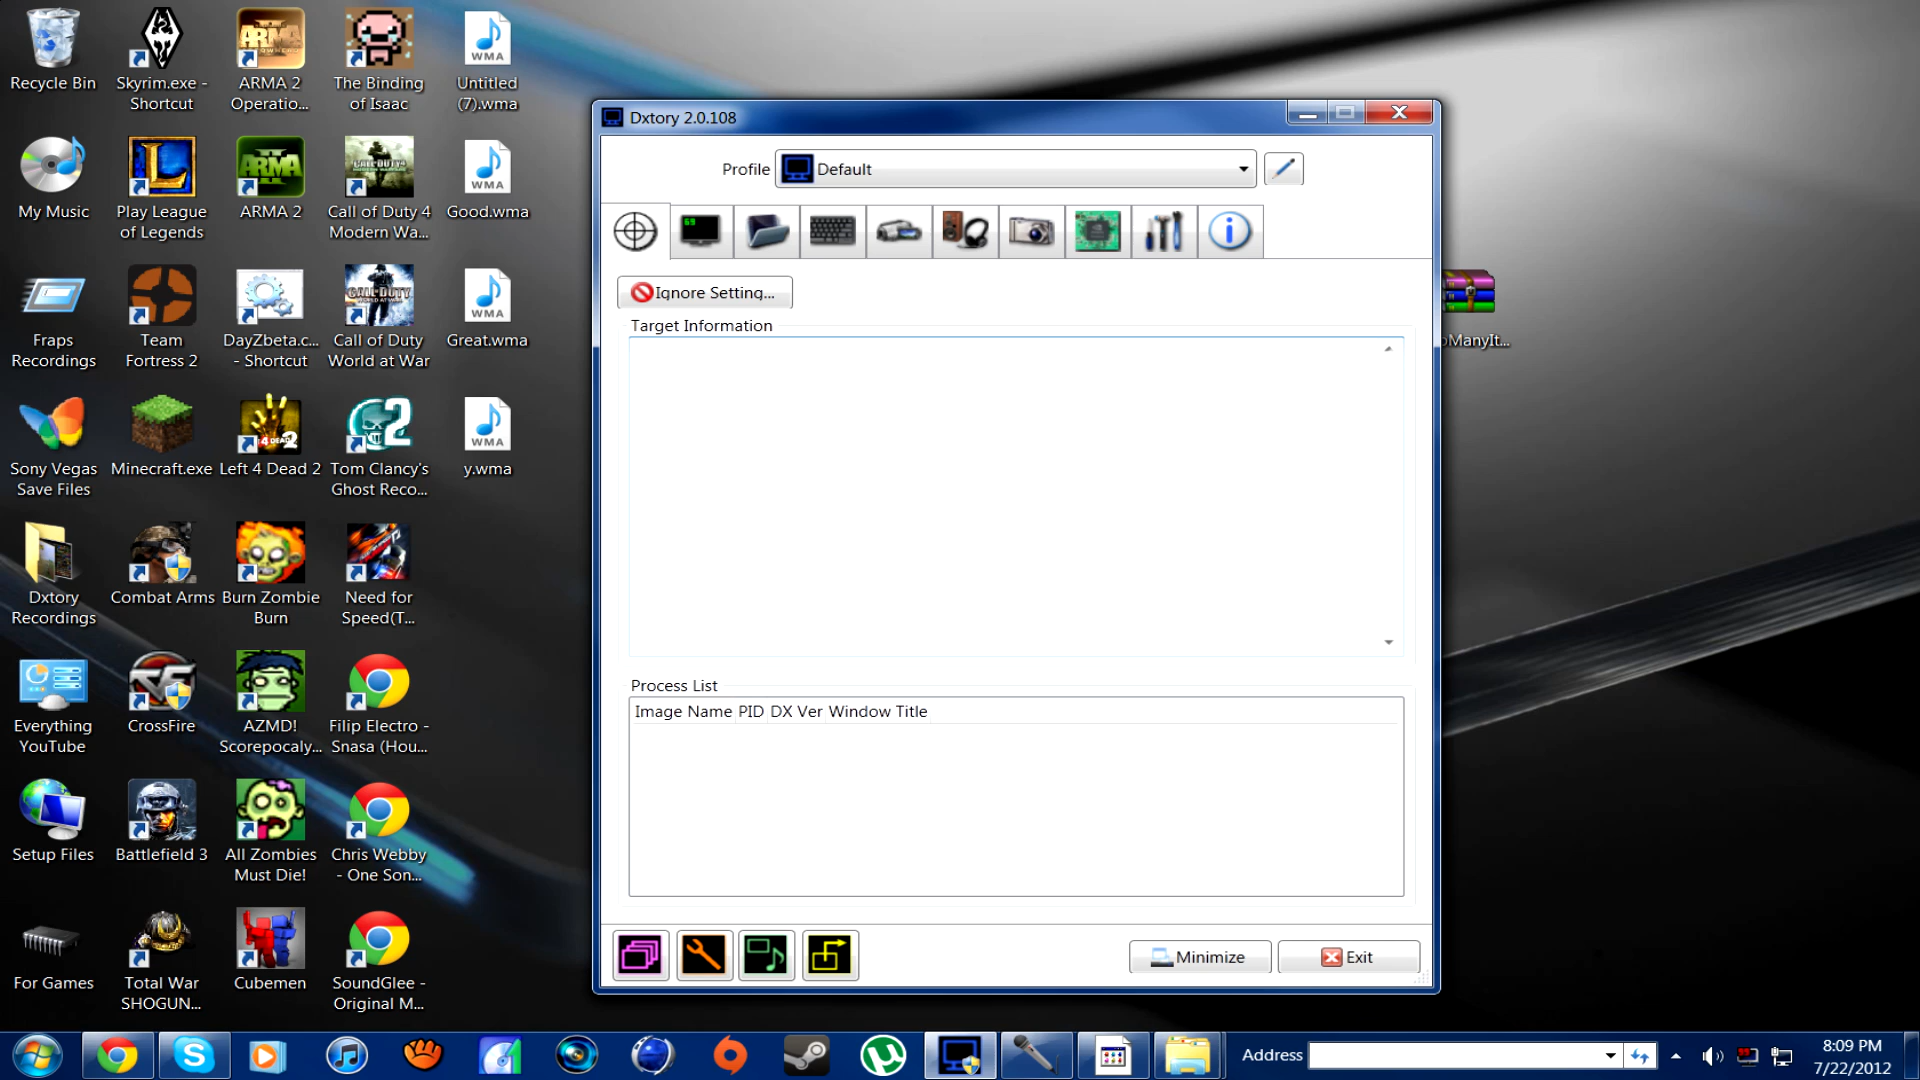 Recycle Bin
Skyrim.exe -
Shortcut
ARMA 2
Operatio...
The Binding
of Isaac
WMA
Untitled
(7).wma
My Music
Play League
of Legends
ARMA 2
Call of Duty 4
Modern Wa...
WMA
Good.wma
Fraps
Recordings
Team
Fortress 2
DayZbeta.c...
- Shortcut
Call of Duty
World at War
WMA
Great.wma
Sony Vegas
Save Files
Minecraft.exe
Left 4 Dead 2
Tom Clancy's
Ghost Reco...
WMA
y.wma
Dxtory
Recordings
Combat Arms
Burn Zombie
Burn
Need for
Speed(T...
Everything
YouTube
CrossFire
AZMD!
Scorepocaly...
Filip Electro -
Snasa (Hou...
Setup Files
Battlefield 3
All Zombies
Must Die!
Chris Webby
- One Son...
For Games
Total War
SHOGUN...
Cubemen
SoundGlee -
Original M...
Dxtory 2.0.108
Profile
Default
69
Ignore Setting...
Target Information
Process List
Image Name PID DX Ver Window Title
Minimize
Exit
oManyIt...
Address
8:09 PM
7/22/2012